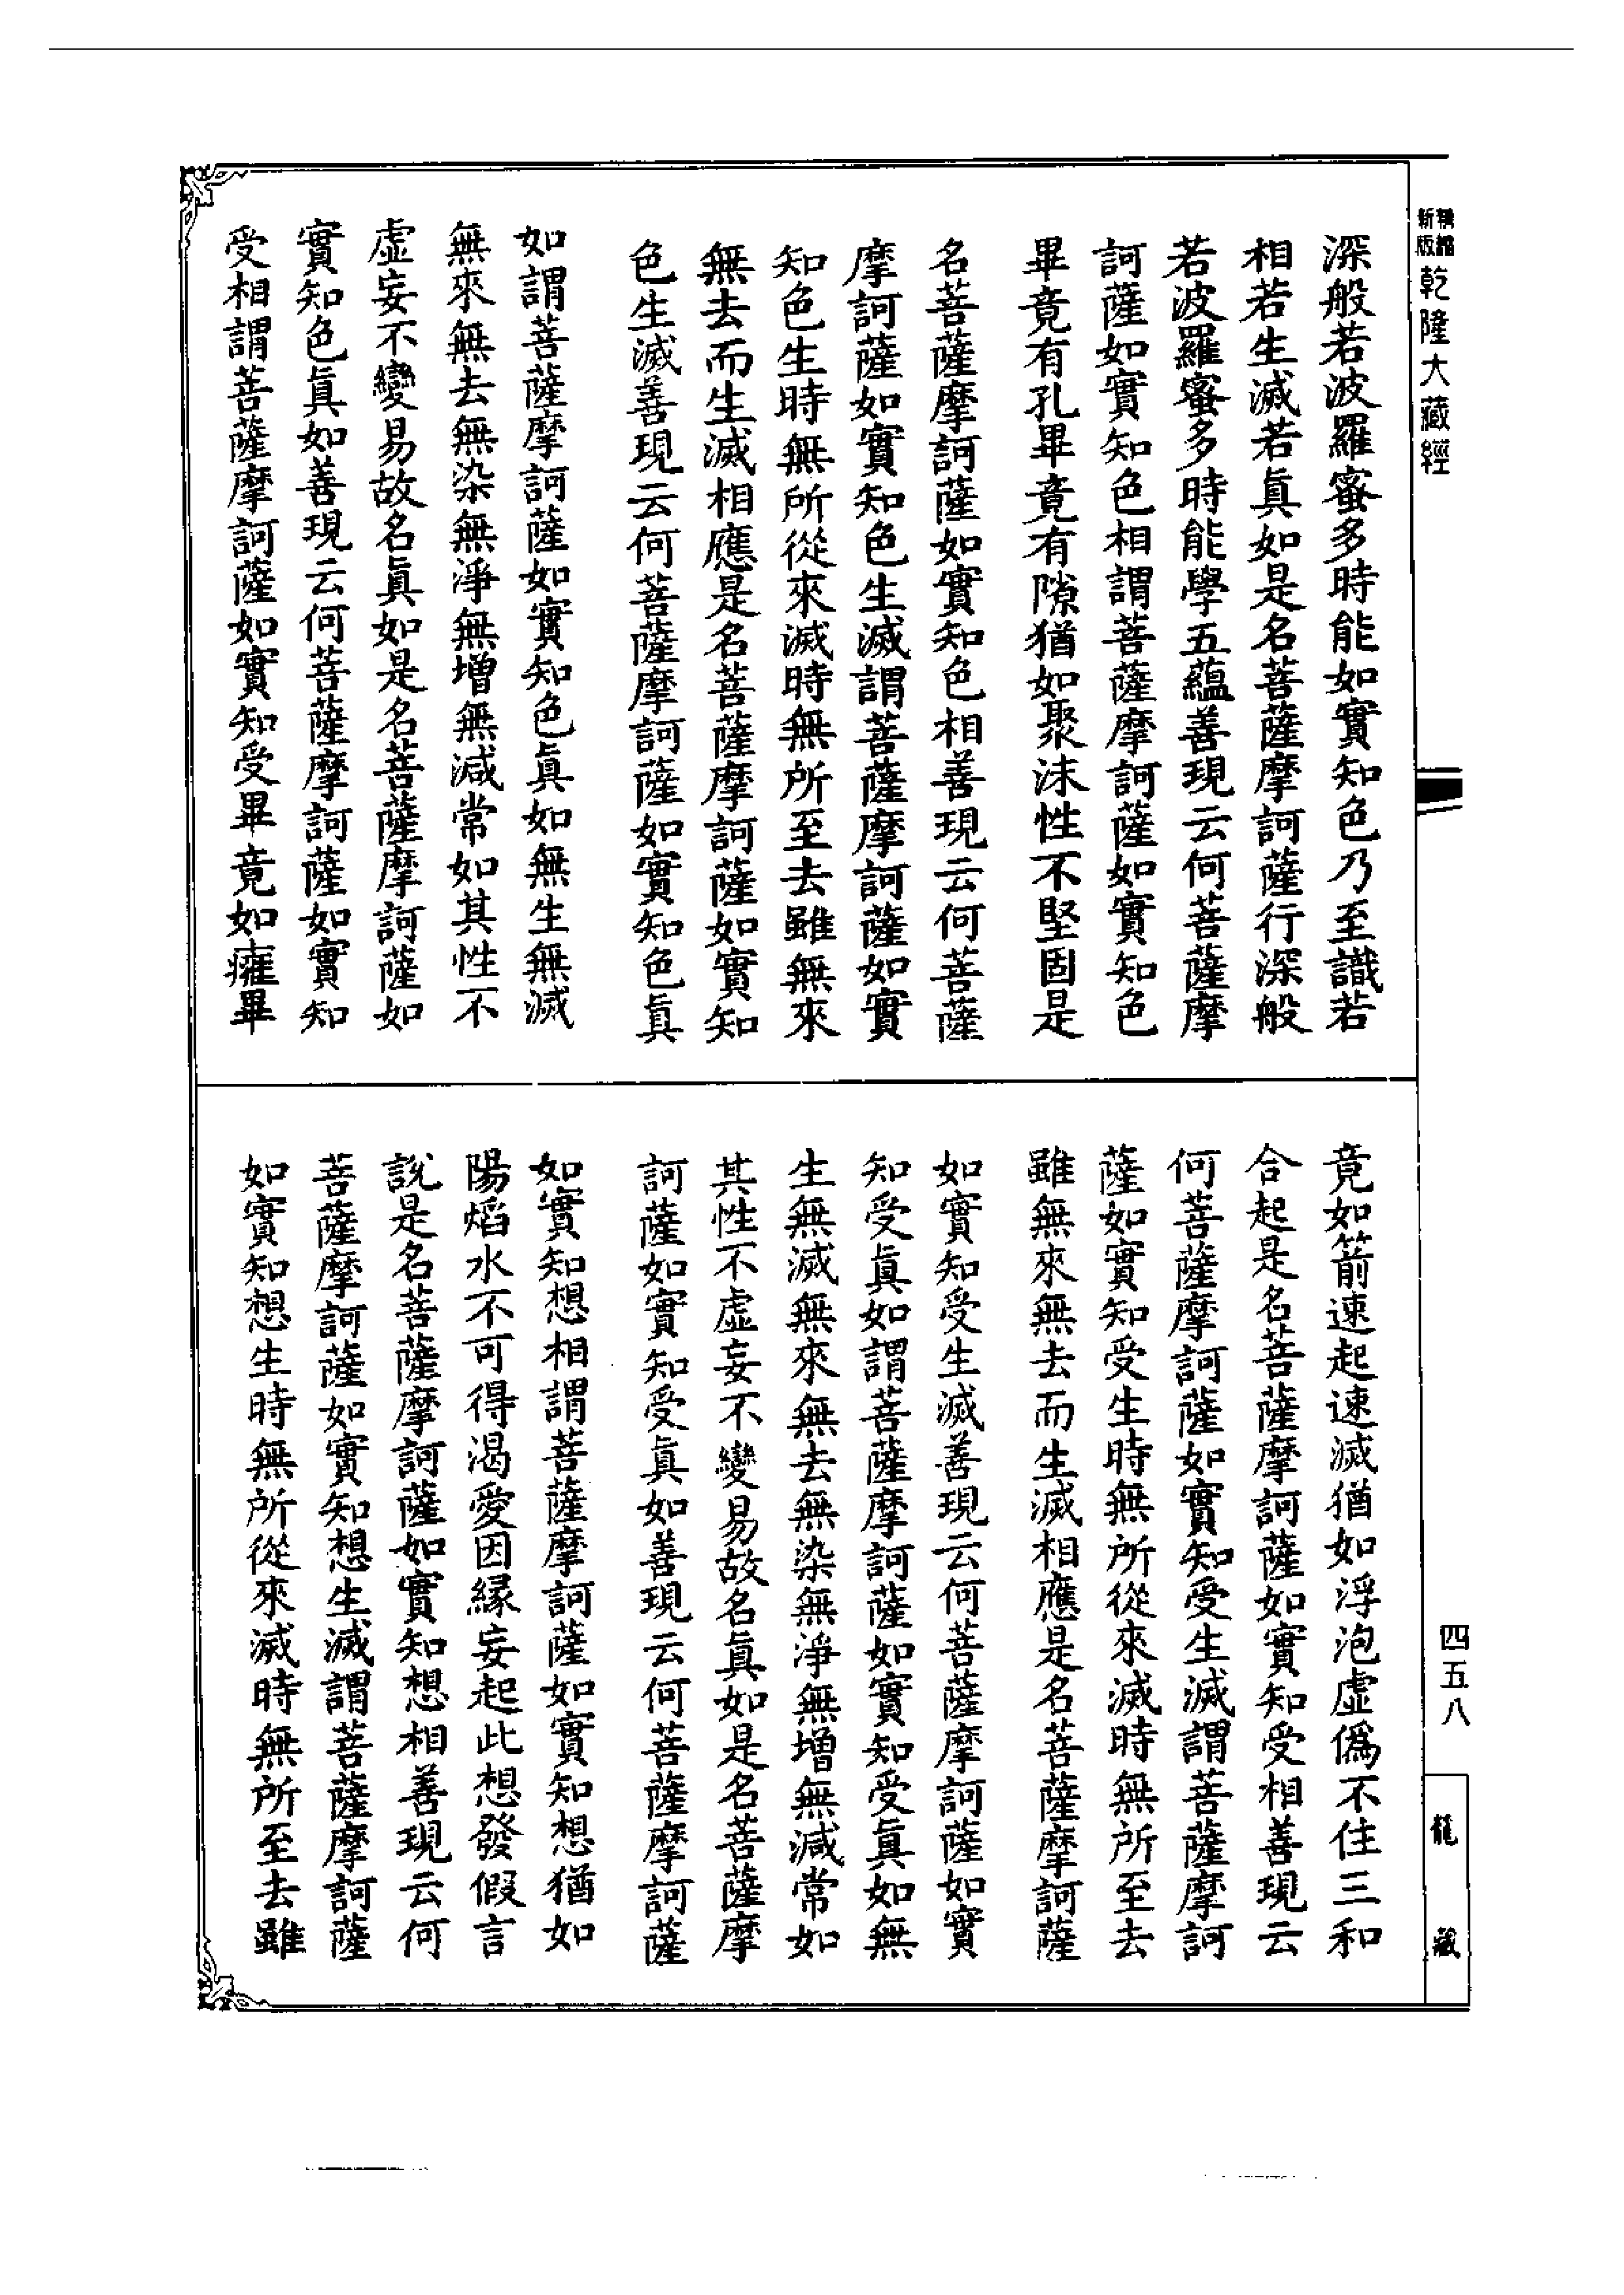 新編
縮版
乾隆大藏經
深般若波羅蜜多時能如實知色乃至識若
相若生滅若眞如是名菩薩摩訶薩行深般
若波羅蜜多時能學五蘊善現云何菩薩摩
訶薩如實知色相謂菩薩摩訶薩如實知色
畢竟有孔畢竟有隙猶如聚沫性不堅固是
名菩薩摩訶薩如實知色相善現云何菩薩
摩訶薩如實知色生滅謂菩薩摩訶薩如實
知色生時無所從來滅時無所至去雖無來
無去而生滅相應是名菩薩摩訶薩如實知
色生滅善現云何菩薩摩訶薩如實知色眞
如謂菩薩摩訶薩如實知色眞如無生無滅
無來無去無染無淨無增無減常如其性不
虛妄不變易故名眞如是名菩薩摩訶薩如
實知色眞如善現云何菩薩摩訶薩如實知
受相謂菩薩摩訶薩如實知受畢竟如癰畢
竟如箭速起速滅猶如浮泡虛僞不住三和
合起是名菩薩摩訶薩如實知受相善現云
何菩薩摩訶薩如實知受生滅謂菩薩摩訶
薩如實知受生時無所從來滅時無所至去
雖無來無去而生滅相應是名菩薩摩訶薩
如實知受生滅善現云何菩薩摩訶薩如實
知受眞如謂菩薩摩訶薩如實知受眞如無
生無滅無來無去無染無淨無增無減常如
其性不虛妄不變易故名眞如是名菩薩摩
訶薩如實知受眞如善現云何菩薩摩訶薩
如實知想相謂菩薩摩訶薩如實知想猶如
陽焰水不可得渴愛因緣妄起此想發假言
說是名菩薩摩訶薩如實知想相善現云何
菩薩摩訶薩如實知想生滅謂菩薩摩訶薩
如實知想生時無所從來滅時無所至去雖
四五八
龍藏